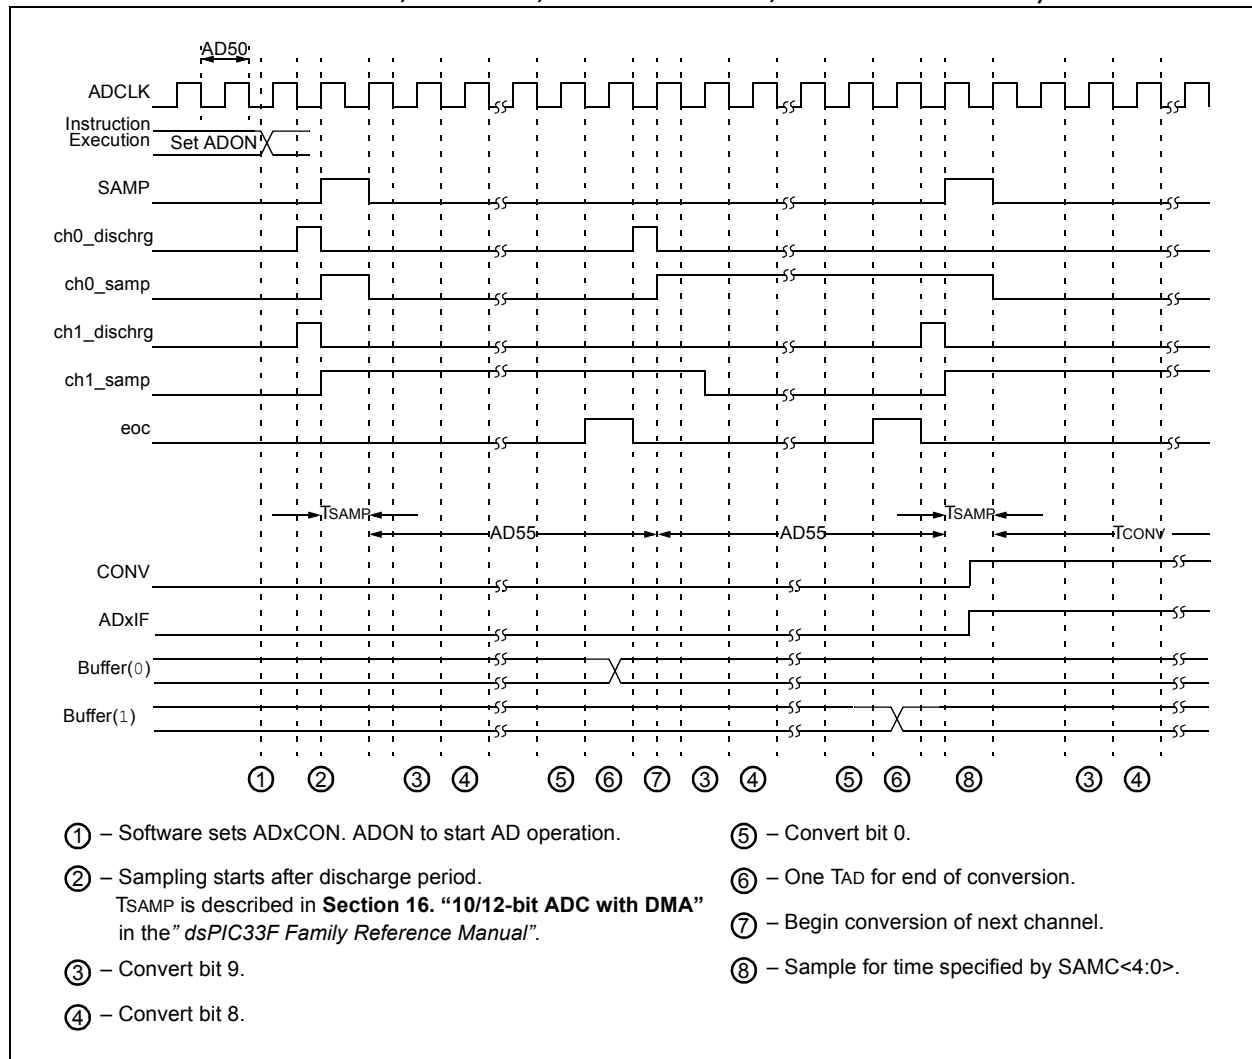 AD50
ADCLK
Instruction
Execution
Set ADON
SAMP
ch0_dischrg
ch0_samp
ch1_dischrg
ch1_samp
eoc
TSAMP
TSAMP
AD55
AD55
TCONV
CONV
ADxIF
Buffer(0)
Buffer(1)
1 2 3 4 5 6 7 3 4 5 6 8 3 4
1 – Software sets ADxCON. ADON to start AD operation.
2 – Sampling starts after discharge period.
TSAMP is described in Section 16. “10/12-bit ADC with DMA”
in the” dsPIC33F Family Reference Manual”.
3 – Convert bit 9.
4 – Convert bit 8.
5 – Convert bit 0.
6 – One TAD for end of conversion.
7 – Begin conversion of next channel.
8 – Sample for time specified by SAMC<4:0>.